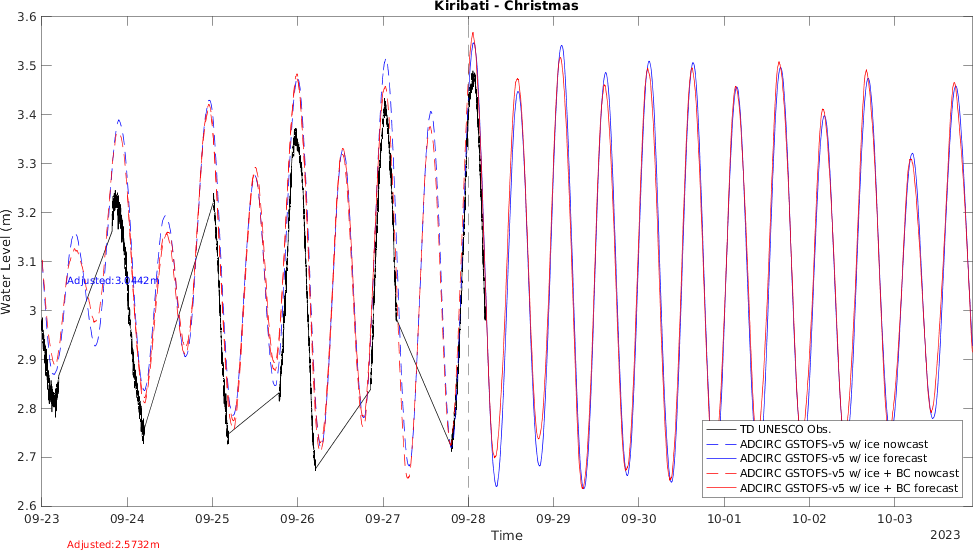 Kiribati - Christmas
3.6
3.5
3.4
3.3
3.2
3.1
3
2.9
2.8
2.7
2.6
Water Level (m)
Adjusted:3.0442m
TD UNESCO Obs.
ADCIRC GSTOFS-v5 w/ ice nowcast
ADCIRC GSTOFS-v5 w/ ice forecast
ADCIRC GSTOFS-v5 w/ ice + BC nowcast
ADCIRC GSTOFS-v5 w/ ice + BC forecast
09-23 09-24 09-25 09-26 09-27 09-28 09-29 09-30 10-01 10-02 10-03
Time
2023
Adjusted:2.5732m